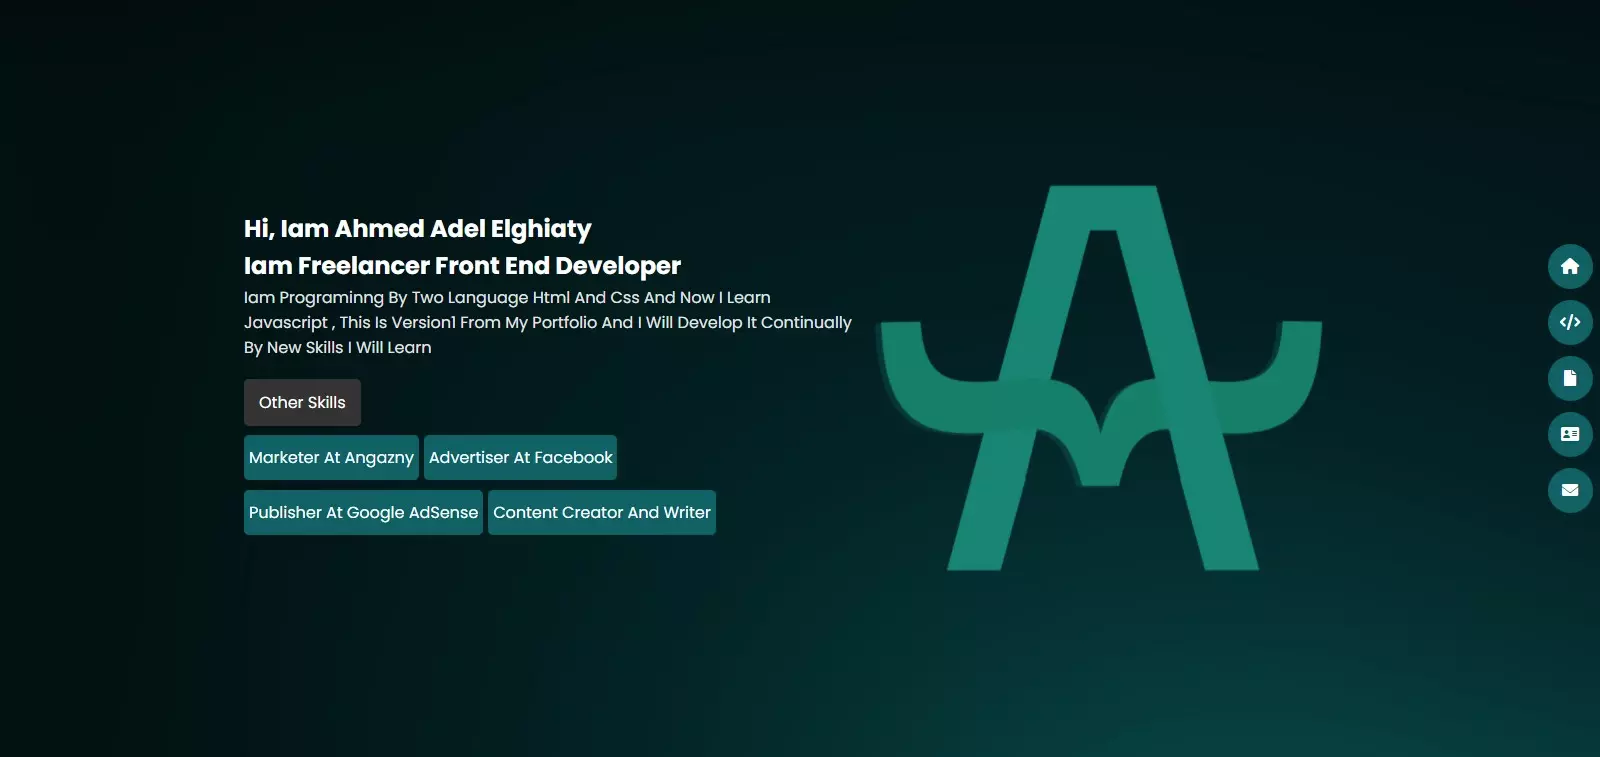 Hi, Iam Ahmed Adel Elghiaty
Iam Freelancer Front End Developer
Iam Programinng By Two Language Html And Css And Now I Learn
Javascript , This Is Version1 From My Portfolio And I Will Develop It Continually
By New Skills I Will Learn
Other Skills
Marketer At Angazny
Advertiser At Facebook
Publisher At Google AdSense
Content Creator And Writer